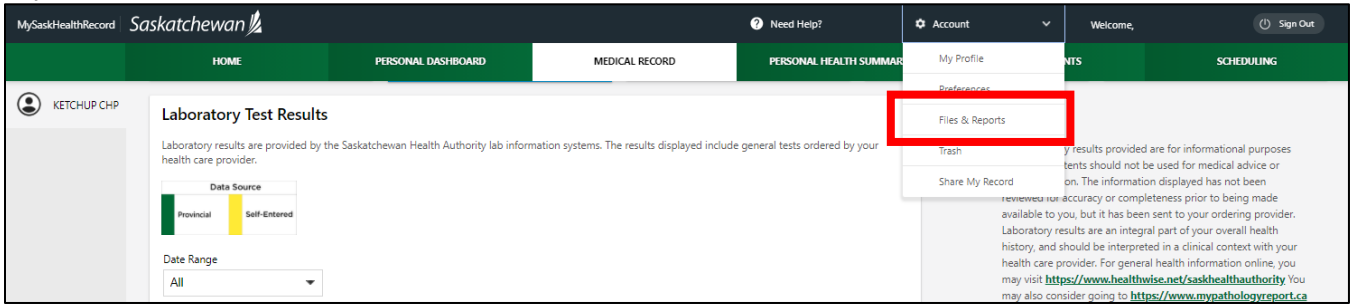 MySaskHealthRecord Saskatchewan Need Help? Account Welcome, Sign Out
HOME PERSONAL DASHBOARD MEDICAL RECORD PERSONAL HEALTH SUMMAR NTS SCHEDULING
My Profile
Preferences
Files & Reports
Trash
Share My Record
KETCHUP CHP
Laboratory Test Results
Laboratory results are provided by the Saskatchewan Health Authority lab information systems. The results displayed include general tests ordered by your
health care provider.
Data Source
Provincial Self-Entered
Date Range
All
y results provided are for informational purposes
tents should not be used for medical advice or
on. The information displayed has not been
reviewed for accuracy or completeness prior to being made
available to you, but it has been sent to your ordering provider.
Laboratory results are an integral part of your overall health
history, and should be interpreted in a clinical context with your
health care provider. For general health information online, you
may visit https://www.healthwise.net/saskhealthauthority You
may also consider going to https://www.mypathologyreport.ca